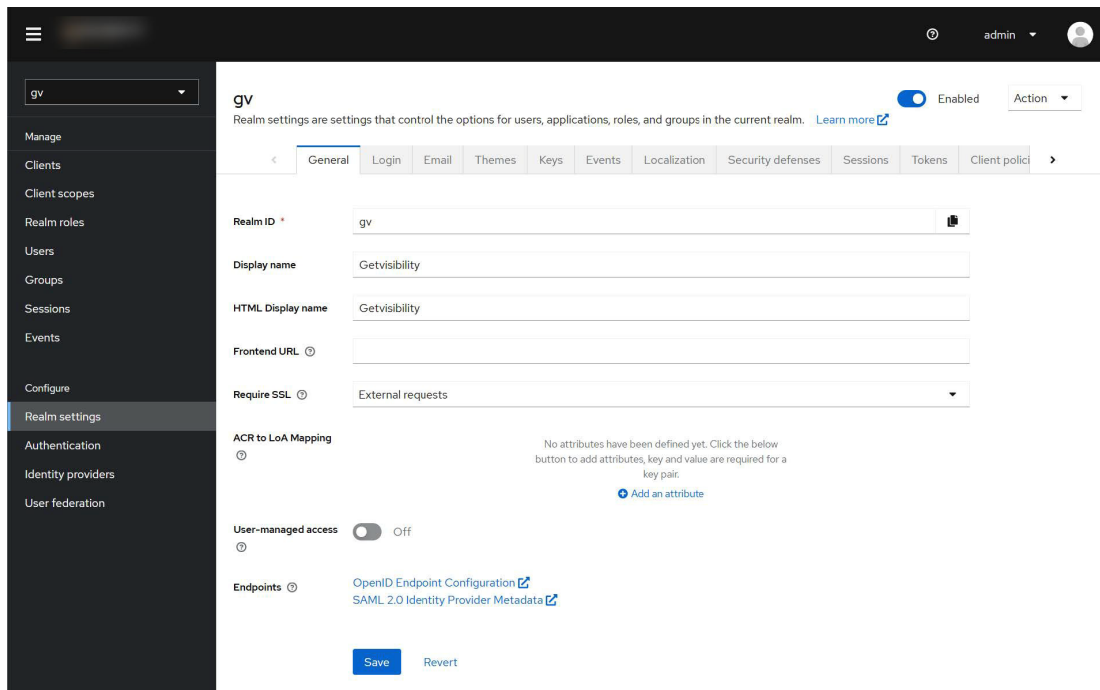 admin
gv
Manage
Clients
Client scopes
Realm roles
Users
Groups
Sessions
Events
Configure
Realm settings
Authentication
Identity providers
User federation
gv
Enabled
Action
Realm settings are settings that control the options for users, applications, roles, and groups in the current realm. Learn more
General Login Email Themes Keys Events Localization Security defenses Sessions Tokens Client polici
Realm ID * gv
Display name Getvisibility
HTML Display name Getvisibility
Frontend URL
Require SSL External requests
ACR to LoA Mapping
No attributes have been defined yet. Click the below
button to add attributes, key and value are required for a
key pair.
Add an attribute
User-managed access Off
Endpoints OpenID Endpoint Configuration
SAML 2.0 Identity Provider Metadata
Save Revert